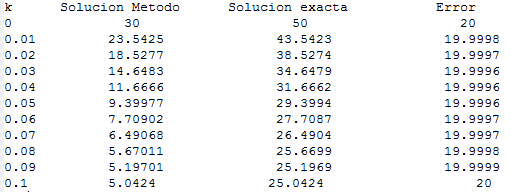 k Solucion Metodo Solucion exacta Error
0 30 50 20
0.01 23.5425 43.5423 19.9998
0.02 18.5277 38.5274 19.9997
0.03 14.6483 34.6479 19.9996
0.04 11.6666 31.6662 19.9996
0.05 9.39977 29.3994 19.9996
0.06 7.70902 27.7087 19.9997
0.07 6.49068 26.4904 19.9997
0.08 5.67011 25.6699 19.9998
0.09 5.19701 25.1969 19.9999
0.1 5.0424 25.0424 20